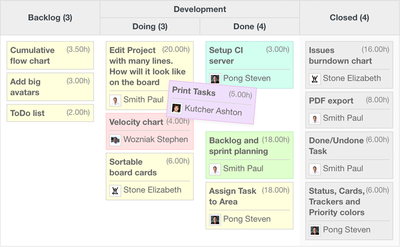 Backlog (3)
Development
Doing (3)
Done (4)
Closed (4)
Cumulative (3.50h)
flow chart
Add big (3.00h)
avatars
ToDo list (2.00h)
Edit Project (20.00h)
with many lines.
How will it look like
on the board
Smith Paul
Velocity chart (4.00h)
Wozniak Stephen
Sortable (6.00h)
board cards
Stone Elizabeth
Setup CI (3.00h)
server
Pong Steven
Print Tasks (5.00h)
Kutcher Ashton
Backlog and (18.00h)
sprint planning
Smith Paul
Assign Task (18.00h)
to Area
Pong Steven
Issues (16.00h)
burndown chart
Stone Elizabeth
PDF export (8.00h)
Smith Paul
Done/Undone (6.00h)
Task
Smith Paul
Status, Cards, (6.00h)
Trackers and
Priority colors
Pong Steven